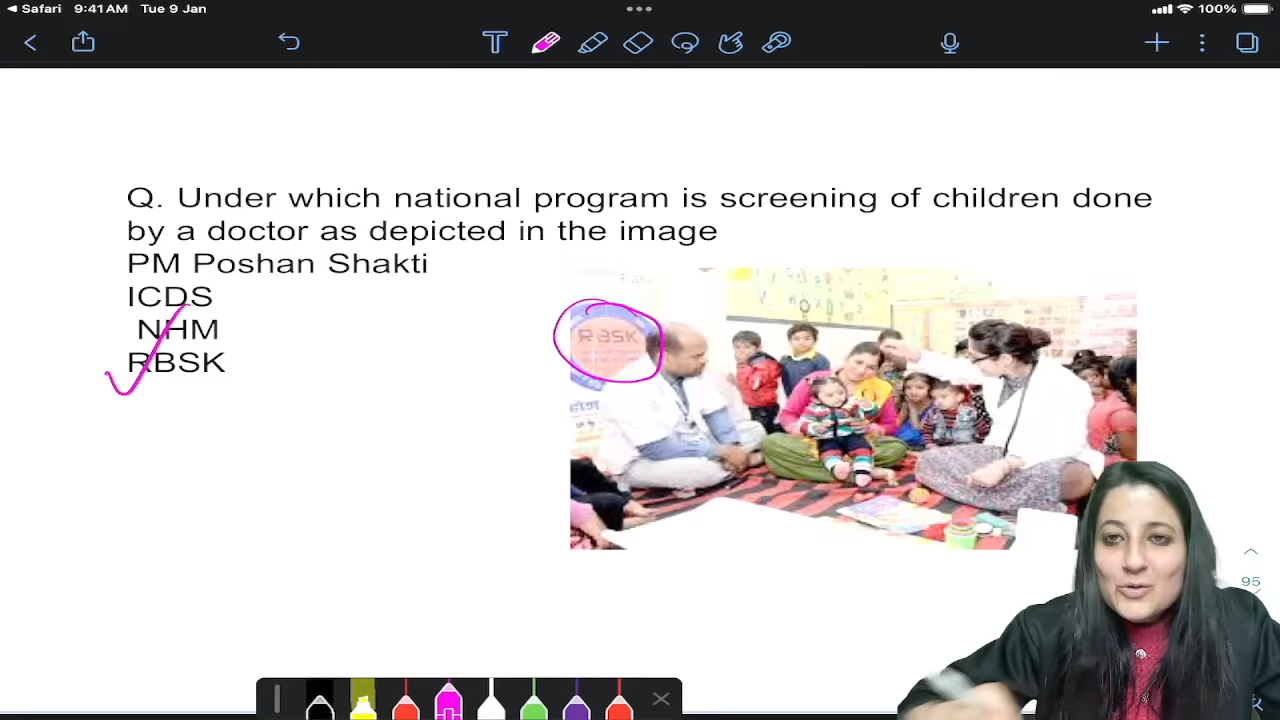 Safari 9:41 AM Tue 9 Jan
100%
Q. Under which national program is screening of children done
by a doctor as depicted in the image
PM Poshan Shakti
ICDS
NHM
RBSK
RBSK
95